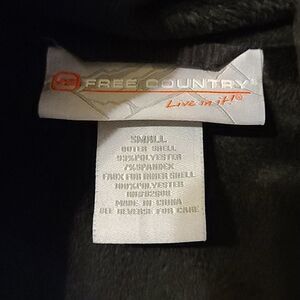 FREE COUNTRY®
Live in it!®
SMALL
OUTER SHELL
93%POLYESTER
7%SPANDEX
FAUX FUR INNER SHELL
100%POLYESTER
MADE IN CHINA
SEE REVERSE FOR CARE